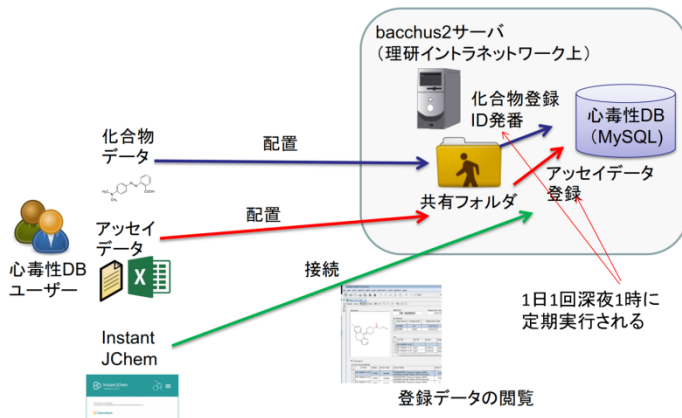 bacchus2サーバ
（理研イントラネットワーク上）
化合物登録
ID発番
心毒性DB
（MySQL)
化合物
データ
配置
共有フォルダ
アッセイデータ
登録
アッセイ
データ
配置
心毒性DB
ユーザー
接続
1日1回深夜1時に
定期実行される
Instant
JChem
Instant JChem
登録データの閲覧